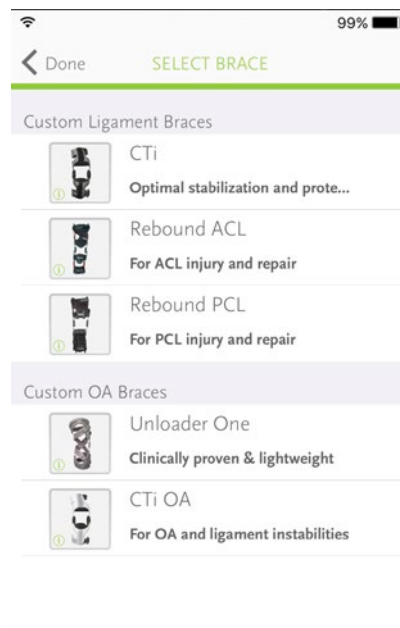 99%
Done
SELECT BRACE
Custom Ligament Braces
CTi
Optimal stabilization and prote...
Rebound ACL
For ACL injury and repair
Rebound PCL
For PCL injury and repair
Custom OA Braces
Unloader One
Clinically proven & lightweight
CTi OA
For OA and ligament instabilities